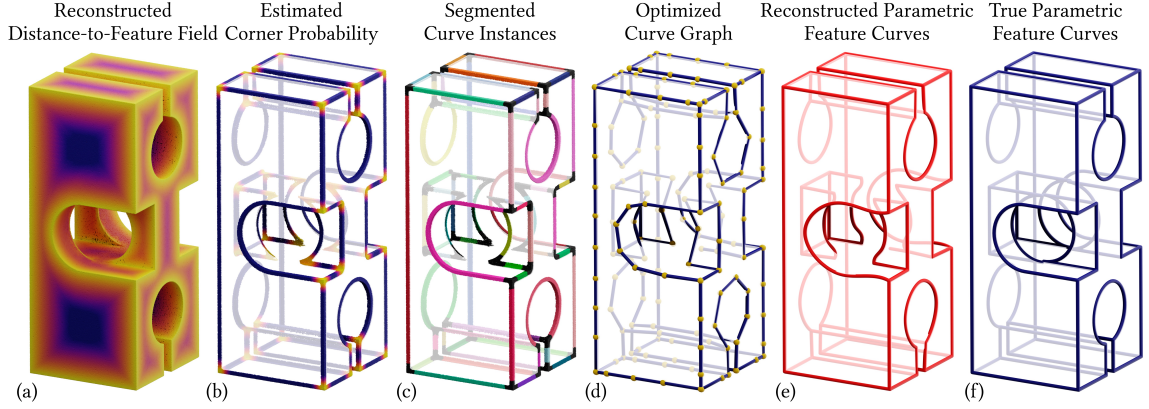 Reconstructed
Distance-to-Feature Field
Estimated
Corner Probability
Segmented
Curve Instances
Optimized
Curve Graph
Reconstructed Parametric
Feature Curves
True Parametric
Feature Curves
(a)
(b)
(c)
(d)
(e)
(f)